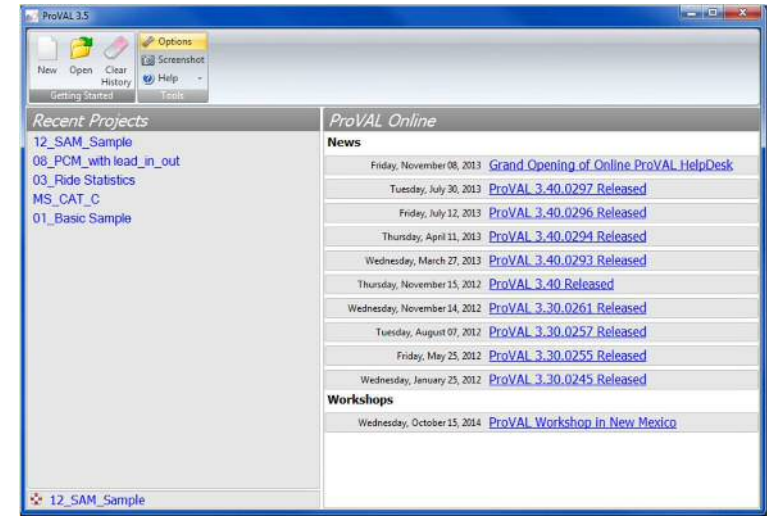 ProVAL 3.5
New
Open
Clear History
Getting Started
Options
Screenshot
Help
Tools
Recent Projects
12_SAM_Sample
08_PCM_with lead_in_out
03_Ride Statistics
MS_CAT_C
01_Basic Sample
12_SAM_Sample
ProVAL Online
News
Friday, November 08, 2013 Grand Opening of Online ProVAL HelpDesk
Tuesday, July 30, 2013 ProVAL 3.40.0297 Released
Friday, July 12, 2013 ProVAL 3.40.0296 Released
Thursday, April 11, 2013 ProVAL 3.40.0294 Released
Wednesday, March 27, 2013 ProVAL 3.40.0293 Released
Thursday, November 15, 2012 ProVAL 3.40 Released
Wednesday, November 14, 2012 ProVAL 3.30.0261 Released
Tuesday, August 07, 2012 ProVAL 3.30.0257 Released
Friday, May 25, 2012 ProVAL 3.30.0255 Released
Wednesday, January 25, 2012 ProVAL 3.30.0245 Released
Workshops
Wednesday, October 15, 2014 ProVAL Workshop in New Mexico